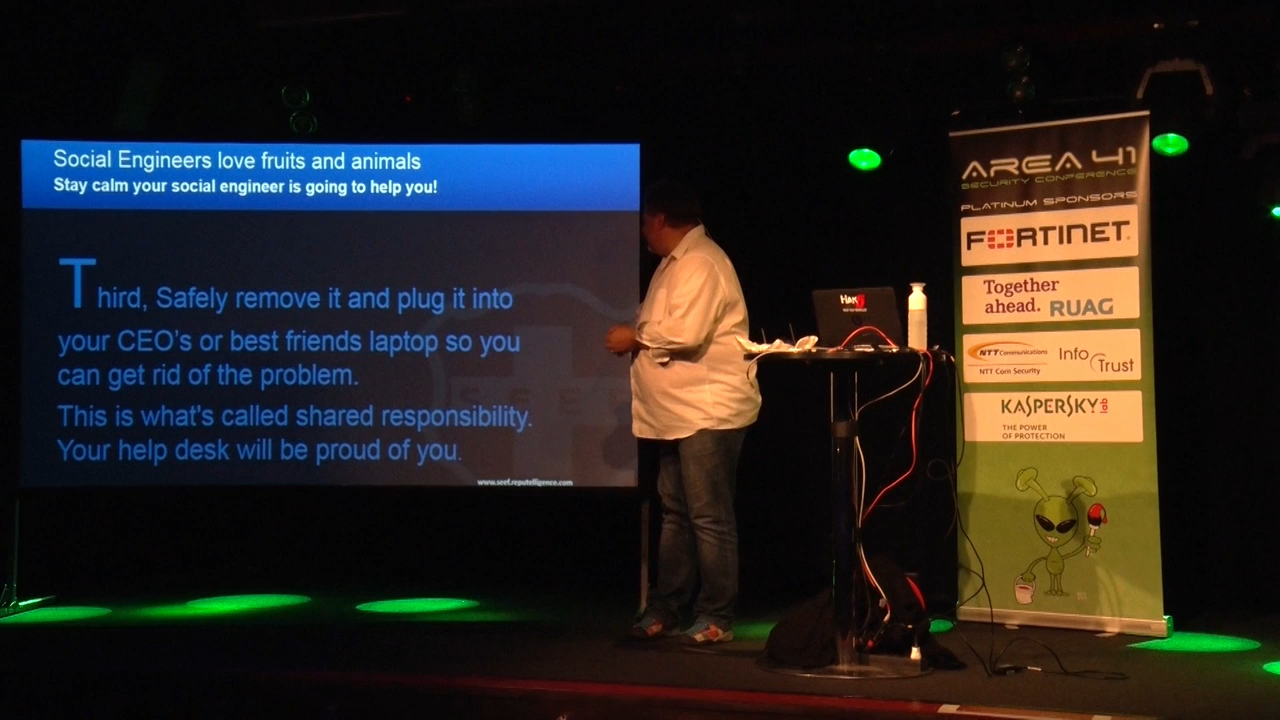 Social Engineers love fruits and animals
Stay calm your social engineer is going to help you!
Third, Safely remove it and plug it into
your CEO's or best friends laptop so you
can get rid of the problem.
This is what's called shared responsibility.
Your help desk will be proud of you.
www.seef.reputelligence.com
HAK5
AREA 41
SECURITY CONFERENCE
PLATINUM SPONSORS
FORTINET
Together
ahead. RUAG
NTT Communications
NTT Com Security
Info
Trust
KASPERSKY lab
THE POWER
OF PROTECTION